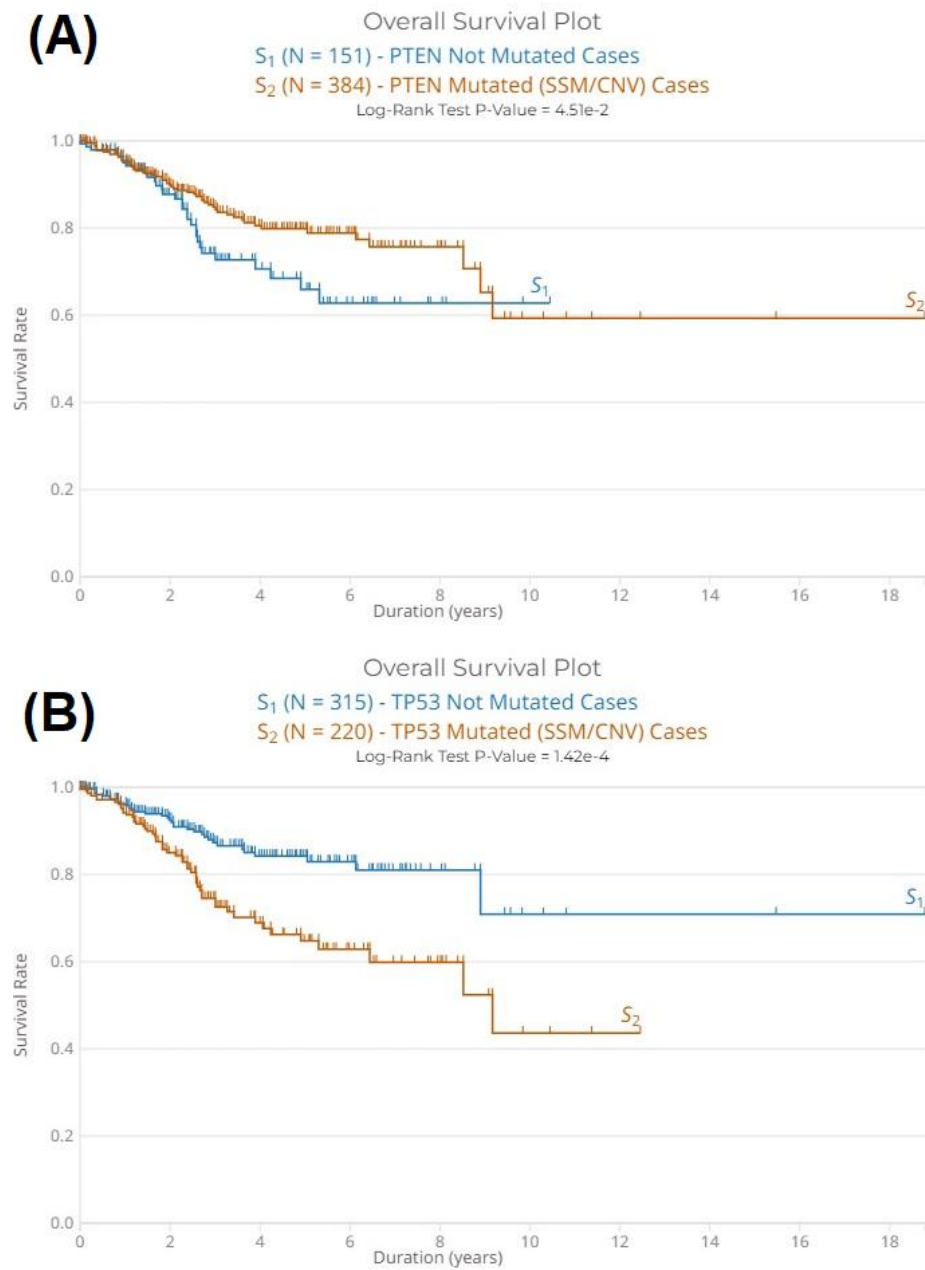 (A)
Overall Survival Plot
S₁ (N = 151) - PTEN Not Mutated Cases
S₂ (N = 384) - PTEN Mutated (SSM/CNV) Cases
Log-Rank Test P-Value = 4.51e-2
1.0
0.8
0.6
0.4
0.2
0.0
Survival Rate
S₁
S₂
0 2 4 6 8 10 12 14 16 18
Duration (years)
(B)
Overall Survival Plot
S₁ (N = 315) - TP53 Not Mutated Cases
S₂ (N = 220) - TP53 Mutated (SSM/CNV) Cases
Log-Rank Test P-Value = 1.42e-4
1.0
0.8
0.6
0.4
0.2
0.0
Survival Rate
S₁
S₂
0 2 4 6 8 10 12 14 16 18
Duration (years)